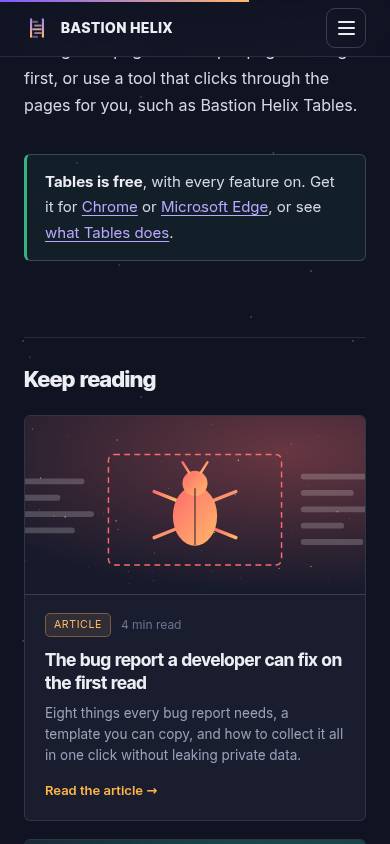 BASTION HELIX
first, or use a tool that clicks through the
pages for you, such as Bastion Helix Tables.
Tables is free, with every feature on. Get
it for Chrome or Microsoft Edge, or see
what Tables does.
Keep reading
ARTICLE 4 min read
The bug report a developer can fix on
the first read
Eight things every bug report needs, a
template you can copy, and how to collect it all
in one click without leaking private data.
Read the article →